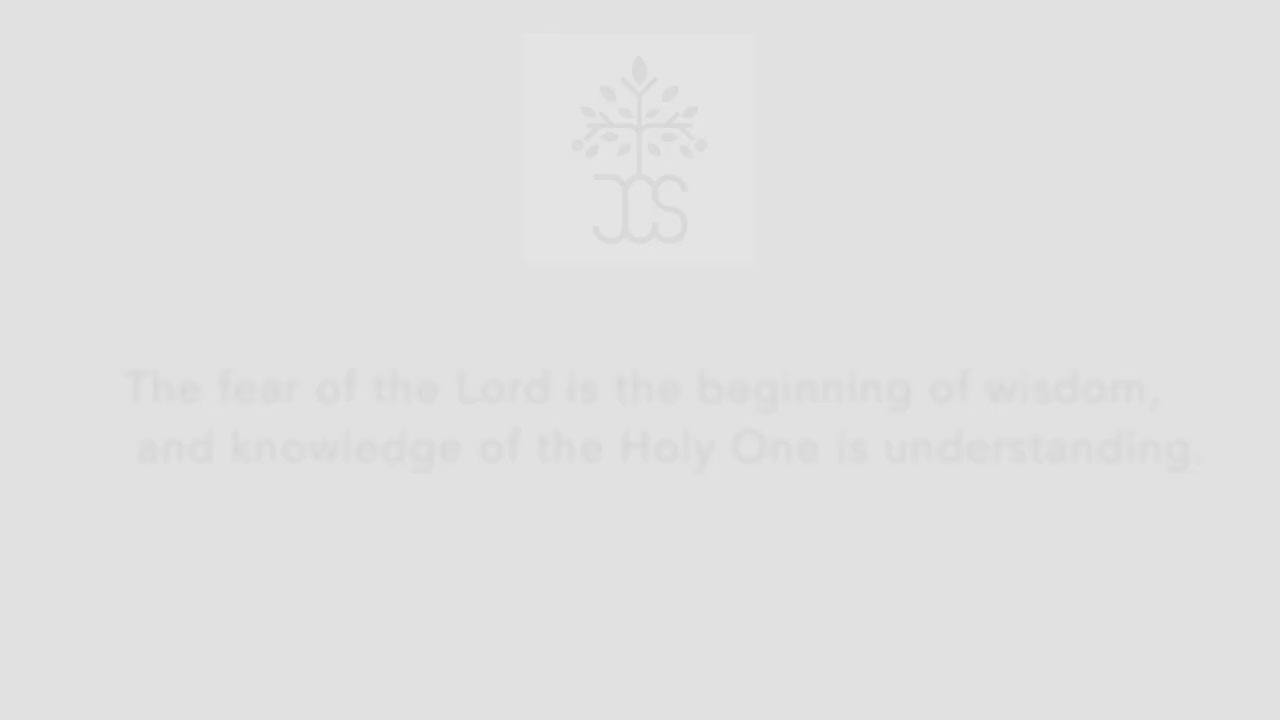 JCS
The fear of the Lord is the beginning of wisdom,
and knowledge of the Holy One is understanding.